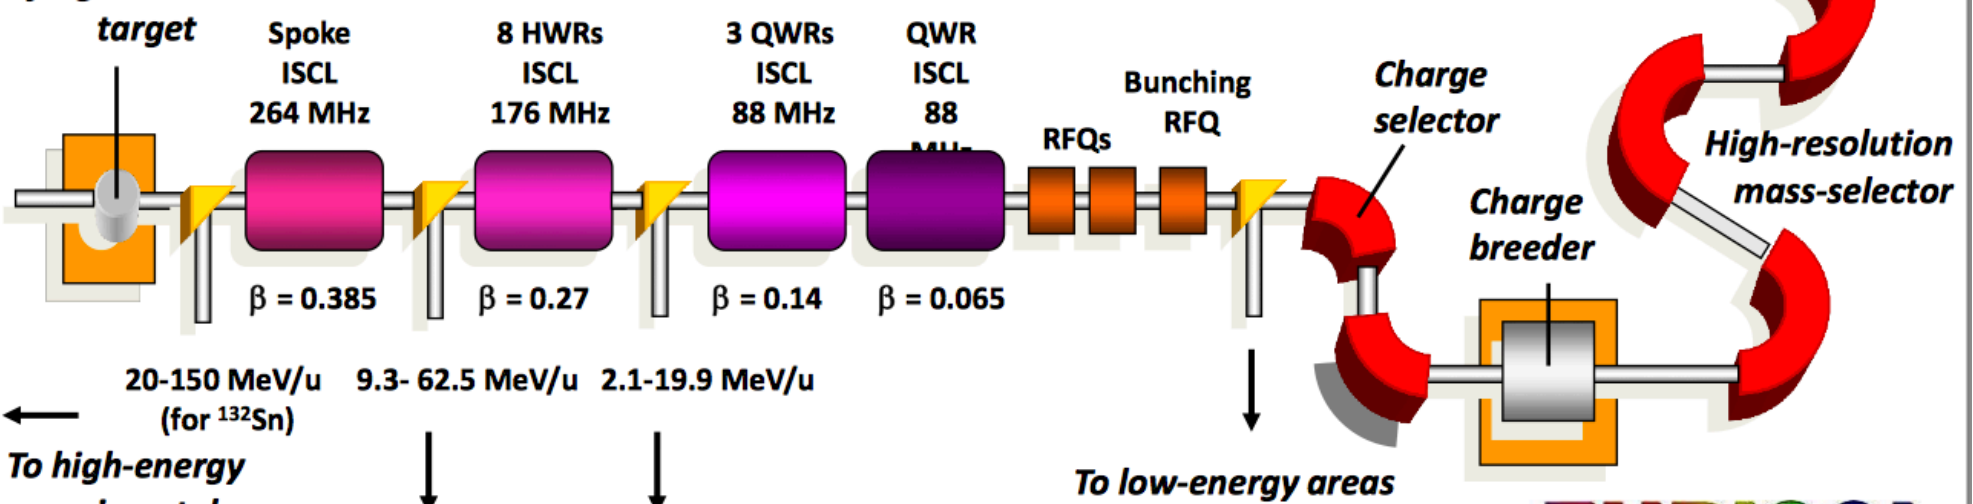 target
Spoke
ISCL
264 MHz
8 HWRs
ISCL
176 MHz
3 QWRs
ISCL
88 MHz
QWR
ISCL
88
MHz
RFQs
Bunching
RFQ
Charge
selector
Charge
breeder
High-resolution
mass-selector
β = 0.385
β = 0.27
β = 0.14
β = 0.065
20-150 MeV/u
(for ¹³²Sn)
9.3- 62.5 MeV/u
2.1-19.9 MeV/u
To high-energy
To low-energy areas